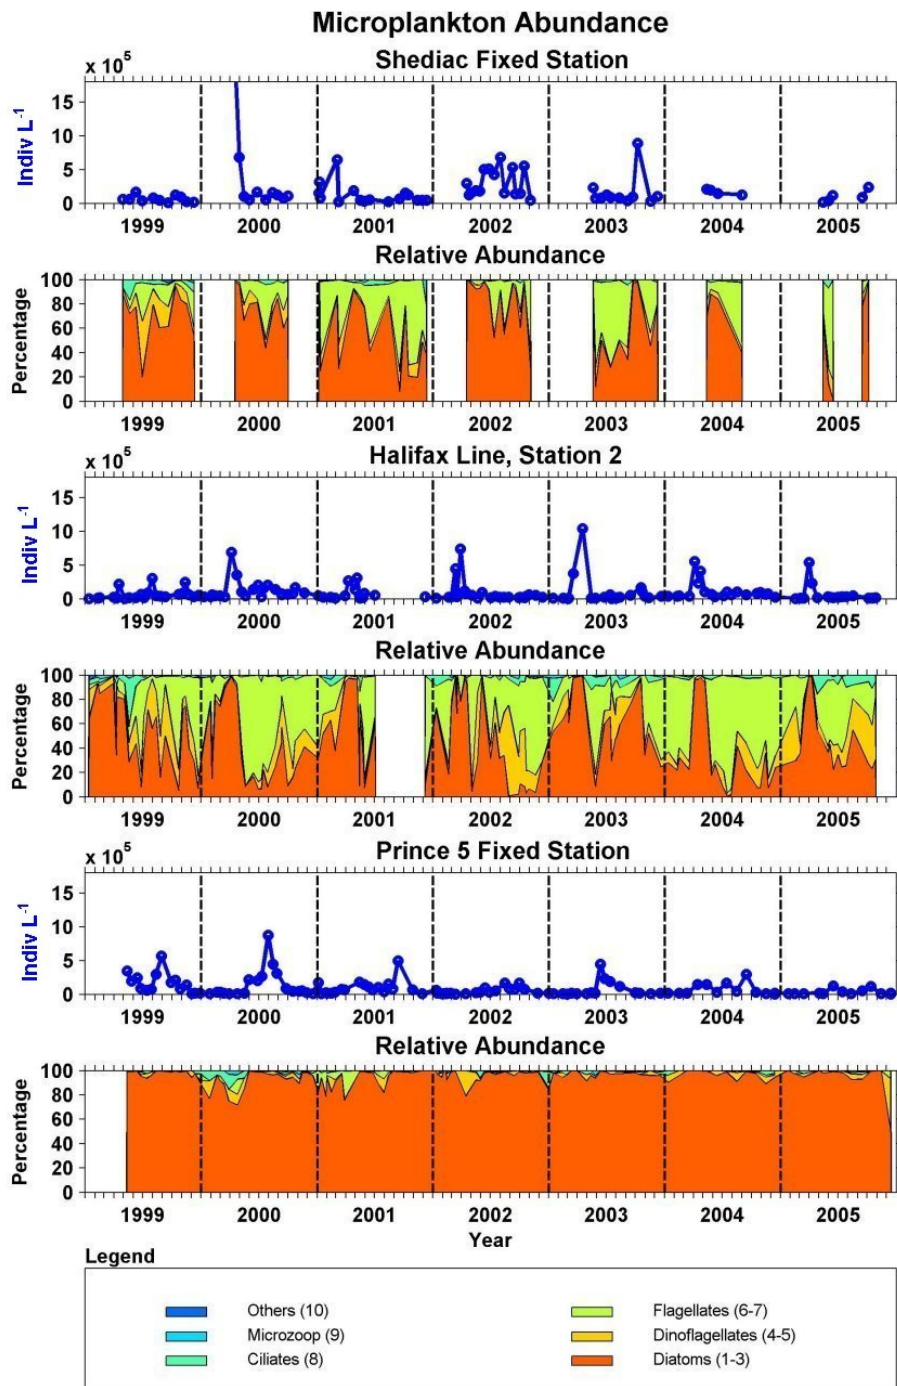 Microplankton Abundance
Shediac Fixed Station
x 10^5
Indiv L^-1
15
10
5
0
1999 2000 2001 2002 2003 2004 2005
Relative Abundance
Percentage
100
80
60
40
20
0
1999 2000 2001 2002 2003 2004 2005
Halifax Line, Station 2
x 10^5
Indiv L^-1
15
10
5
0
1999 2000 2001 2002 2003 2004 2005
Relative Abundance
Percentage
100
80
60
40
20
0
1999 2000 2001 2002 2003 2004 2005
Prince 5 Fixed Station
x 10^5
Indiv L^-1
15
10
5
0
1999 2000 2001 2002 2003 2004 2005
Relative Abundance
Percentage
100
80
60
40
20
0
1999 2000 2001 2002 2003 2004 2005
Year
Legend
Others (10)
Microzoop (9)
Ciliates (8)
Flagellates (6-7)
Dinoflagellates (4-5)
Diatoms (1-3)